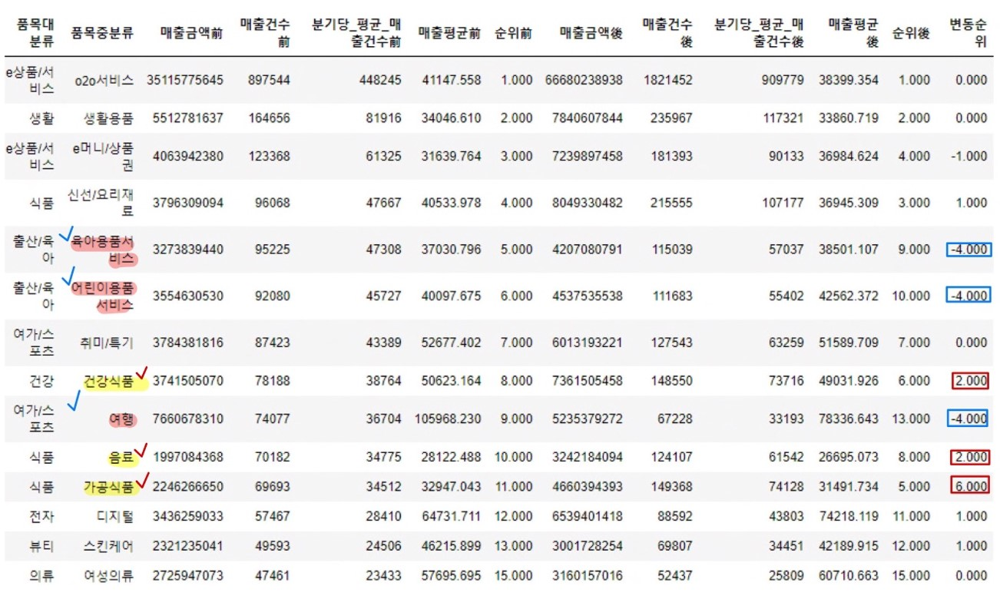 품목대분류 품목중분류 매출금액前 매출건수前 분기당_평균_매출건수前 매출평균前 순위前 매출금액後 매출건수後 분기당_평균_매출건수後 매출평균後 순위後 변동순위
e상품/서비스 o2o서비스 35115775645 897544 448245 41147.558 1.000 66680238938 1821452 909779 38399.354 1.000 0.000
생활 생활용품 5512781637 164656 81916 34046.610 2.000 7840607844 235967 117321 33860.719 2.000 0.000
e상품/서비스 e머니/상품권 4063942380 123368 61325 31639.764 3.000 7239897458 181393 90133 36984.624 4.000 -1.000
식품 신선/요리재료 3796309094 96068 47667 40533.978 4.000 8049330482 215555 107177 36945.309 3.000 1.000
출산/육아 육아용품서비스 3273839440 95225 47308 37030.796 5.000 4207080791 115039 57037 38501.107 9.000 -4.000
출산/육아 어린이용품서비스 3554630530 92080 45727 40097.675 6.000 4537535538 111683 55402 42562.372 10.000 -4.000
여가/스포츠 취미/특기 3784381816 87423 43389 52677.402 7.000 6013193221 127543 63259 51589.709 7.000 0.000
건강 건강식품 3741505070 78188 38764 50623.164 8.000 7361505458 148550 73716 49031.926 6.000 2.000
여가/스포츠 여행 7660678310 74077 36704 105968.230 9.000 5235379272 67228 33193 78336.643 13.000 -4.000
식품 음료 1997084368 70182 34775 28122.488 10.000 3242184094 124107 61542 26695.073 8.000 2.000
식품 가공식품 2246266650 69693 34512 32947.043 11.000 4660394393 149368 74128 31491.734 5.000 6.000
전자 디지털 3436259033 57467 28410 64731.711 12.000 6539401418 88592 43803 74218.119 11.000 1.000
뷰티 스킨케어 2321235041 49593 24506 46215.899 13.000 3001728254 69807 34451 42189.915 12.000 1.000
의류 여성의류 2725947073 47461 23433 57695.695 15.000 3160157016 52437 25809 60710.663 15.000 0.000